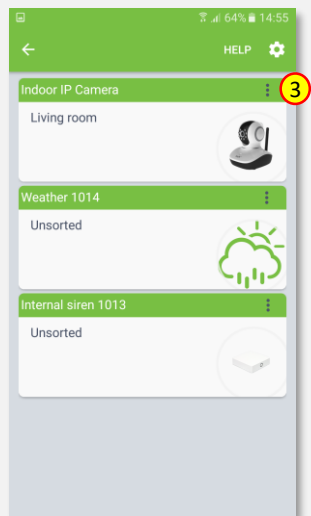 64% 14:55
HELP
Indoor IP Camera
3
Living room
Weather 1014
Unsorted
Internal siren 1013
Unsorted